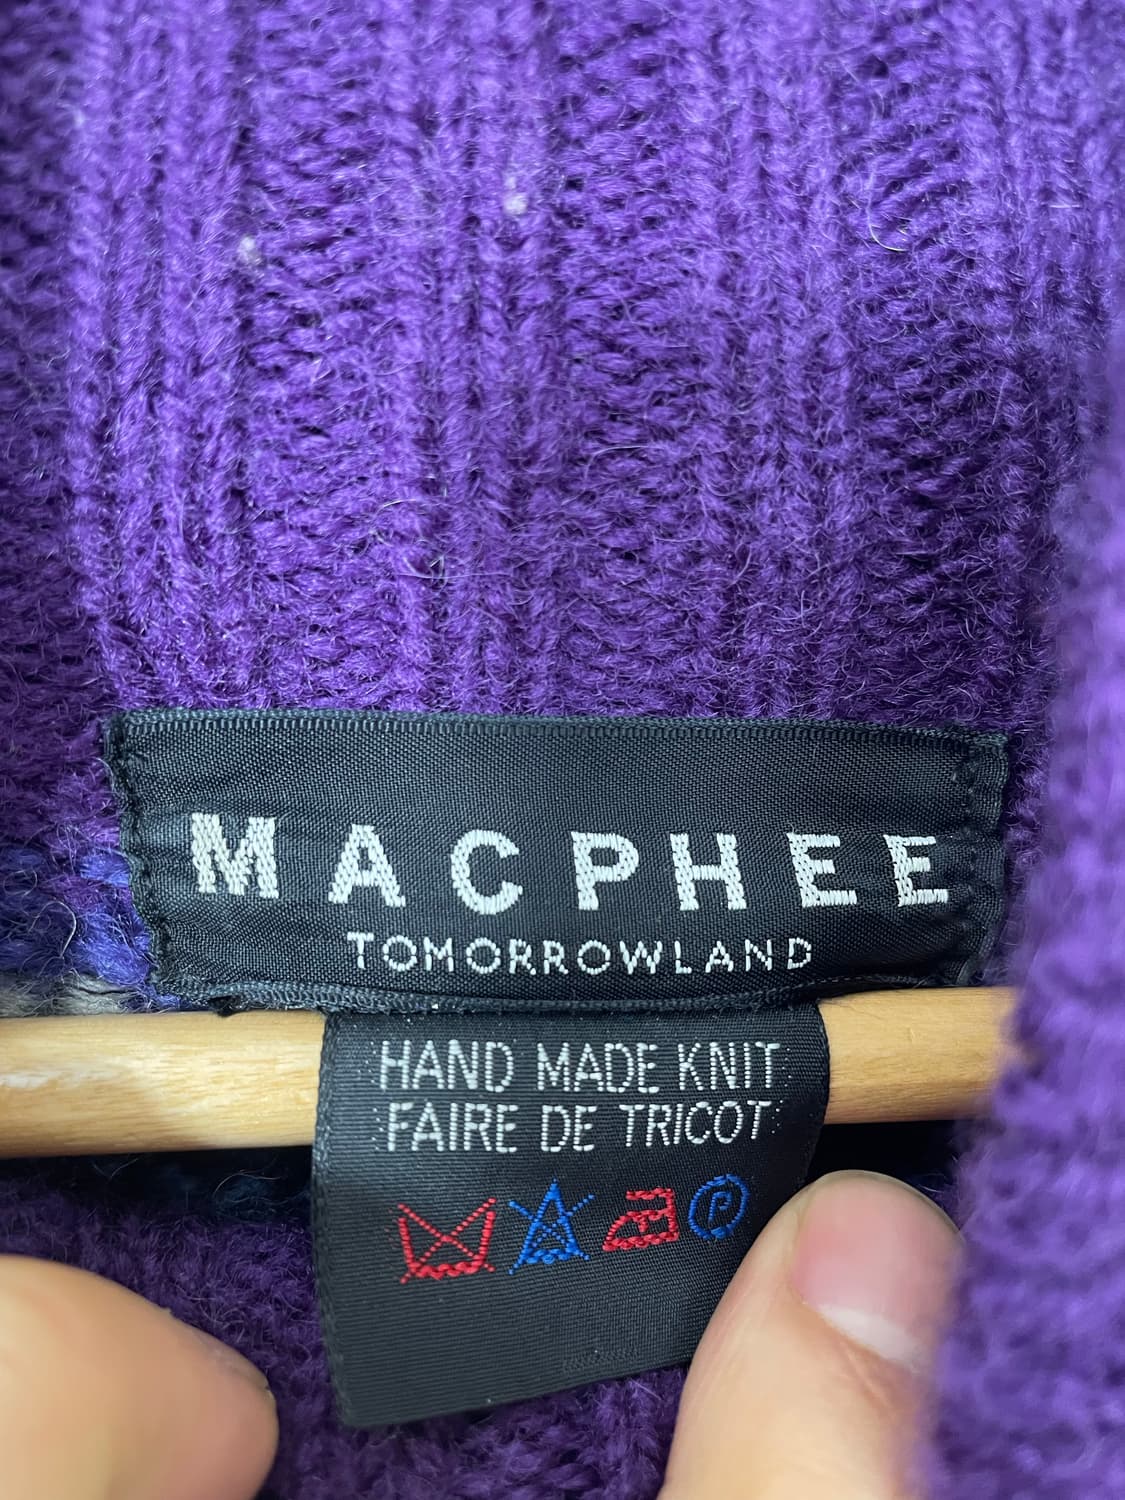 MACPHEE
TOMORROWLAND
HAND MADE KNIT
FAIRE DE TRICOT
P